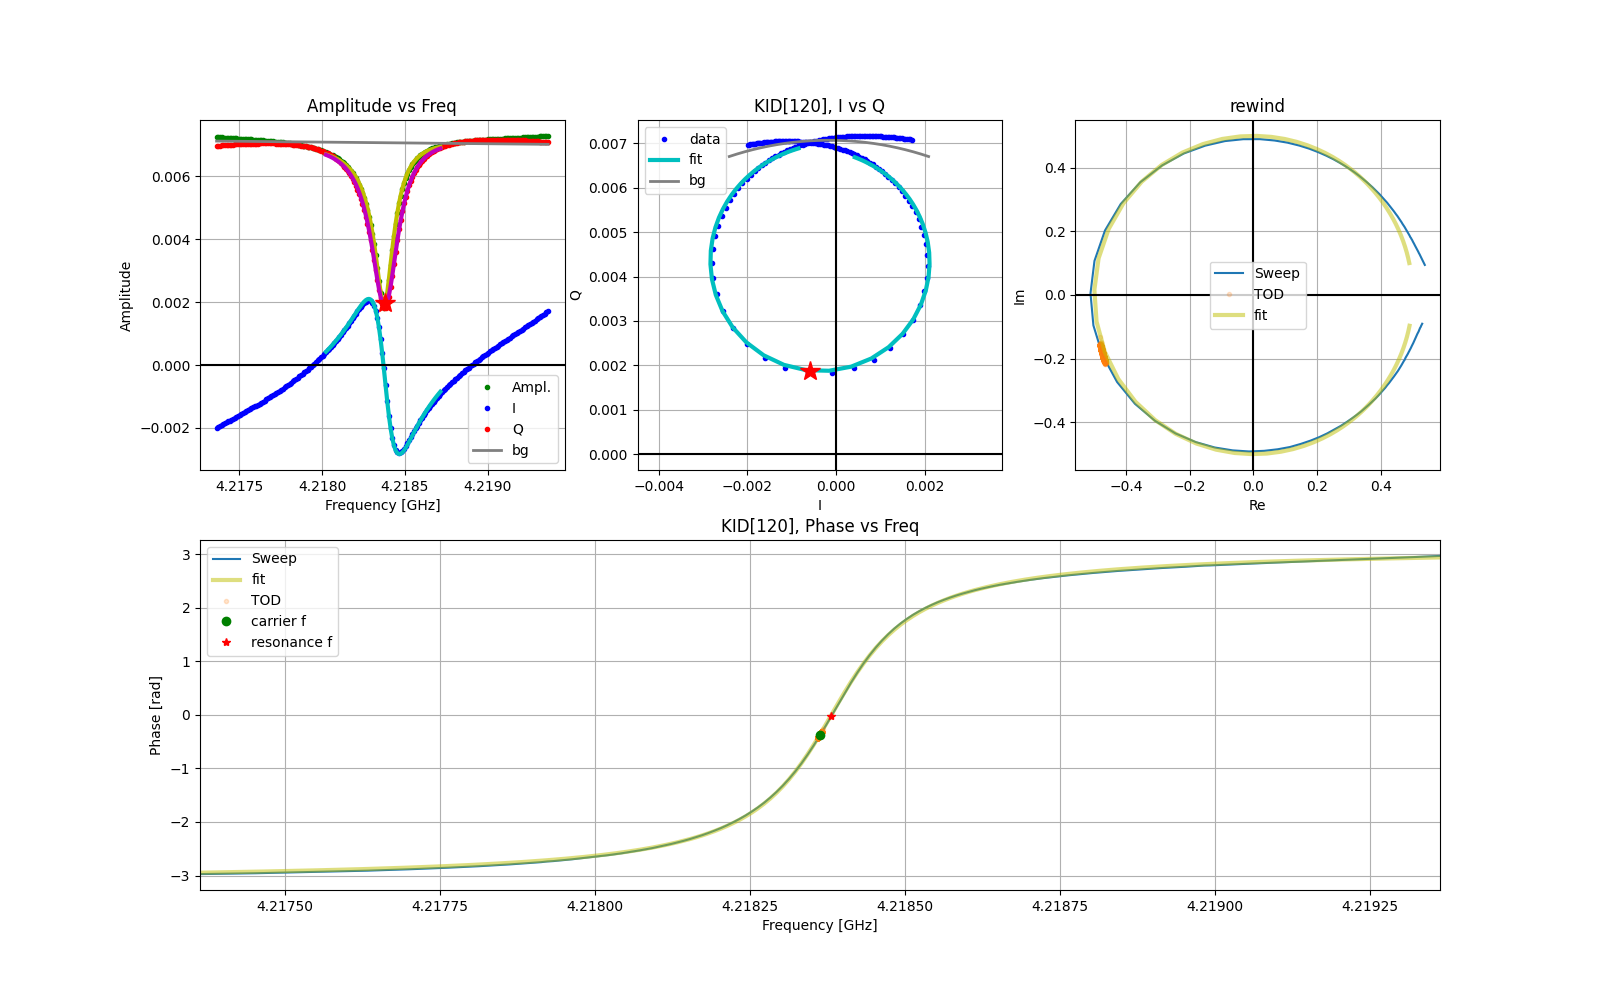 Amplitude vs Freq
Amplitude
0.006
0.004
0.002
0.000
−0.002
4.2175
4.2180
4.2185
4.2190
Frequency [GHz]
Ampl.
I
Q
bg
KID[120], I vs Q
Q
0.007
0.006
0.005
0.004
0.003
0.002
0.001
0.000
−0.004
−0.002
0.000
0.002
I
data
fit
bg
rewind
Im
0.4
0.2
0.0
−0.2
−0.4
−0.4
−0.2
0.0
0.2
0.4
Re
Sweep
TOD
fit
KID[120], Phase vs Freq
Phase [rad]
3
2
1
0
−1
−2
−3
4.21750
4.21775
4.21800
4.21825
4.21850
4.21875
4.21900
4.21925
Frequency [GHz]
Sweep
fit
TOD
carrier f
resonance f